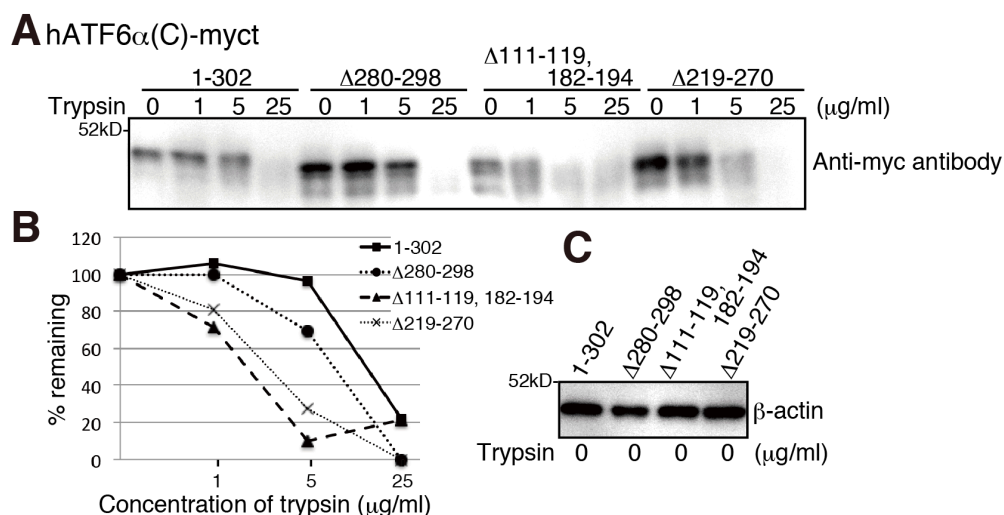 A hATF6α(C)-myct
Δ111-119,
1-302 Δ280-298 182-194 Δ219-270
Trypsin 0 1 5 25 0 1 5 25 0 1 5 25 0 1 5 25 (μg/ml)
52kD
Anti-myc antibody
B
120
100
80
60
40
20
0
% remaining
1-302
Δ280-298
Δ111-119, 182-194
Δ219-270
1 5 25
Concentration of trypsin (μg/ml)
C
1-302
Δ280-298
Δ111-119,
182-194
Δ219-270
52kD
β-actin
Trypsin 0 0 0 0 (μg/ml)